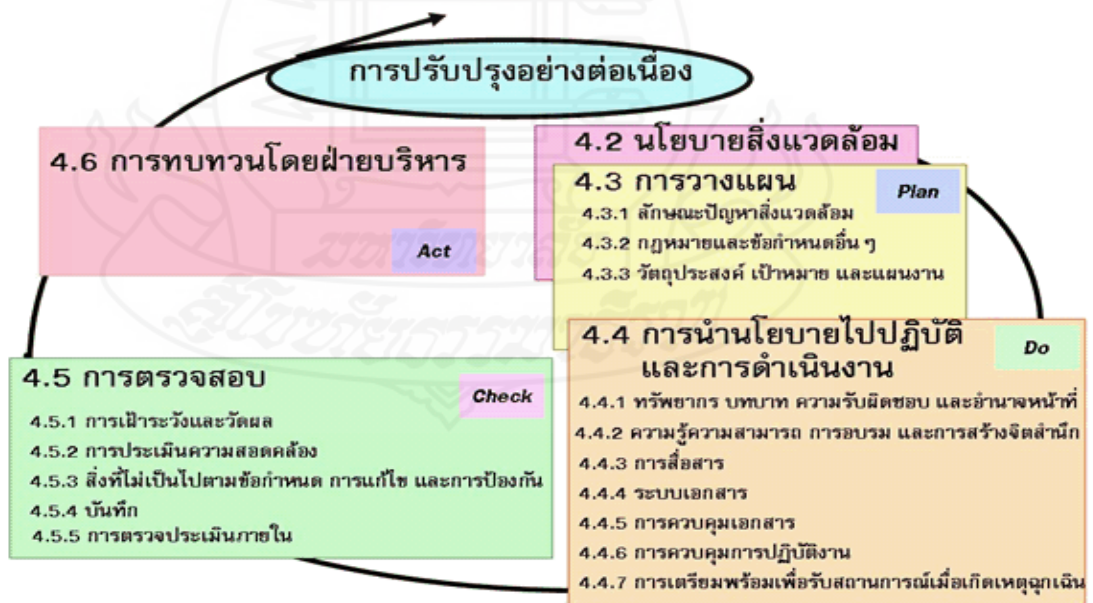 การปรับปรุงอย่างต่อเนื่อง
4.6 การทบทวนโดยฝ่ายบริหาร
Act
4.2 นโยบายสิ่งแวดล้อม
4.3 การวางแผน
Plan
4.3.1 ลักษณะปัญหาสิ่งแวดล้อม
4.3.2 กฎหมายและข้อกำหนดอื่น ๆ
4.3.3 วัตถุประสงค์ เป้าหมาย และแผนงาน
4.4 การนำนโยบายไปปฏิบัติ
และการดำเนินงาน
Do
4.4.1 ทรัพยากร บทบาท ความรับผิดชอบ และอำนาจหน้าที่
4.4.2 ความรู้ความสามารถ การอบรม และการสร้างจิตสำนึก
4.4.3 การสื่อสาร
4.4.4 ระบบเอกสาร
4.4.5 การควบคุมเอกสาร
4.4.6 การควบคุมการปฏิบัติงาน
4.4.7 การเตรียมพร้อมเพื่อรับสถานการณ์เมื่อเกิดเหตุฉุกเฉิน
4.5 การตรวจสอบ
Check
4.5.1 การเฝ้าระวังและวัดผล
4.5.2 การประเมินความสอดคล้อง
4.5.3 สิ่งที่ไม่เป็นไปตามข้อกำหนด การแก้ไข และการป้องกัน
4.5.4 บันทึก
4.5.5 การตรวจประเมินภายใน
มหาวิทยาลัย
สุโขทัยธรรมาธิราช